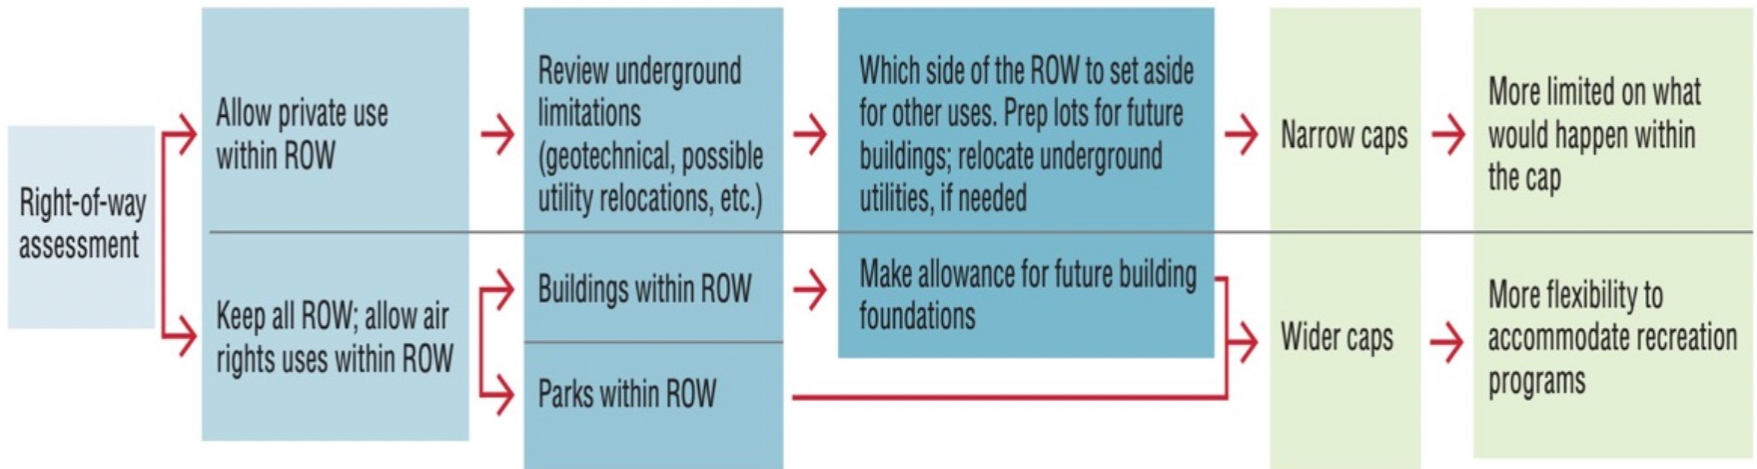 Right-of-way
assessment
Allow private use
within ROW
Review underground
limitations
(geotechnical, possible
utility relocations, etc.)
Which side of the ROW to set aside
for other uses. Prep lots for future
buildings; relocate underground
utilities, if needed
Narrow caps
More limited on what
would happen within
the cap
Keep all ROW; allow air
rights uses within ROW
Buildings within ROW
Make allowance for future building
foundations
Parks within ROW
Wider caps
More flexibility to
accommodate recreation
programs